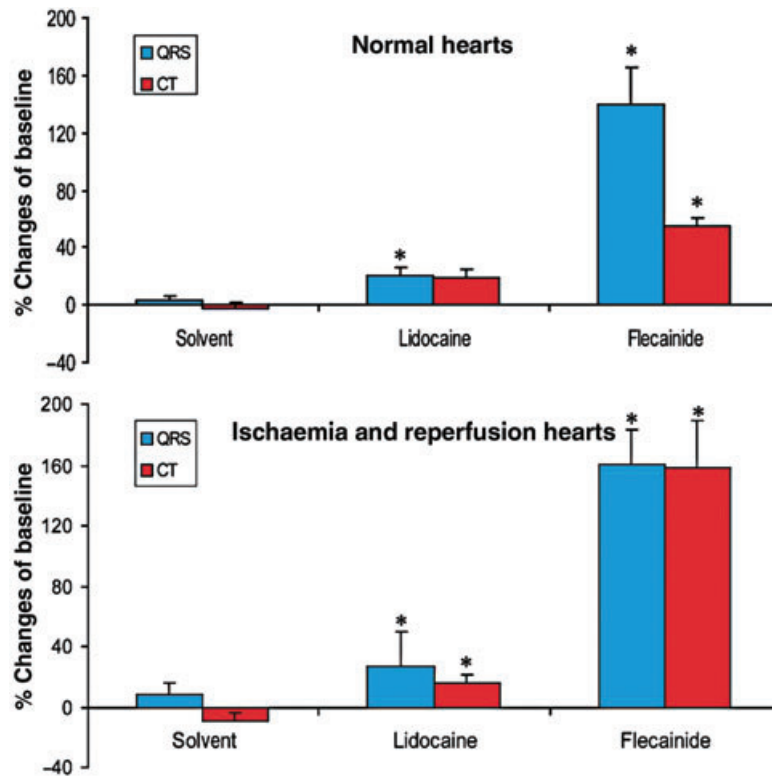 Normal hearts
QRS
CT
% Changes of baseline
200
160
120
80
40
0
−40
*
*
*
Solvent
Lidocaine
Flecainide
Ischaemia and reperfusion hearts
QRS
CT
% Changes of baseline
200
160
120
80
40
0
−40
*
*
*
*
Solvent
Lidocaine
Flecainide